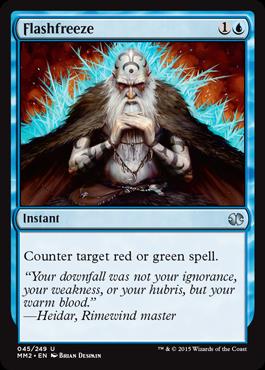 Flashfreeze 1
Instant
Counter target red or green spell.
“Your downfall was not your ignorance,
your weakness, or your hubris, but your
warm blood.”
—Heidar, Rimewind master
045/249 U
MM2 • EN Brian Despain
™ & © 2015 Wizards of the Coast